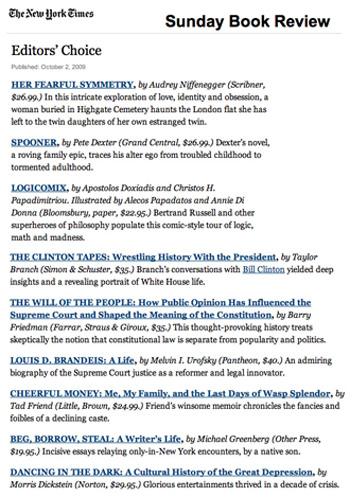 The New York Times
Sunday Book Review
Editors' Choice
Published: October 2, 2009
HER FEARFUL SYMMETRY, by Audrey Niffenegger (Scribner,
$26.99.) In this intricate exploration of love, identity and obsession, a
woman buried in Highgate Cemetery haunts the London flat she has
left to the twin daughters of her own estranged twin.
SPOONER, by Pete Dexter (Grand Central, $26.99.) Dexter's novel,
a roving family epic, traces his alter ego from troubled childhood to
tormented adulthood.
LOGICOMIX, by Apostolos Doxiadis and Christos H.
Papadimitriou. Illustrated by Alecos Papadatos and Annie Di
Donna (Bloomsbury, paper, $22.95.) Bertrand Russell and other
superheroes of philosophy populate this comic-style tour of logic,
math and madness.
THE CLINTON TAPES: Wrestling History With the President, by Taylor
Branch (Simon & Schuster, $35.) Branch's conversations with Bill Clinton yielded deep
insights and a revealing portrait of White House life.
THE WILL OF THE PEOPLE: How Public Opinion Has Influenced the
Supreme Court and Shaped the Meaning of the Constitution, by Barry
Friedman (Farrar, Straus & Giroux, $35.) This thought-provoking history treats
skeptically the notion that constitutional law is separate from popularity and politics.
LOUIS D. BRANDEIS: A Life, by Melvin I. Urofsky (Pantheon, $40.) An admiring
biography of the Supreme Court justice as a reformer and legal innovator.
CHEERFUL MONEY: Me, My Family, and the Last Days of Wasp Splendor, by
Tad Friend (Little, Brown, $24.99.) Friend's winsome memoir chronicles the fancies and
foibles of a declining caste.
BEG, BORROW, STEAL: A Writer's Life, by Michael Greenberg (Other Press,
$19.95.) Incisive essays relaying only-in-New York encounters, by a native son.
DANCING IN THE DARK: A Cultural History of the Great Depression, by
Morris Dickstein (Norton, $29.95.) Glorious entertainments thrived in a decade of crisis.